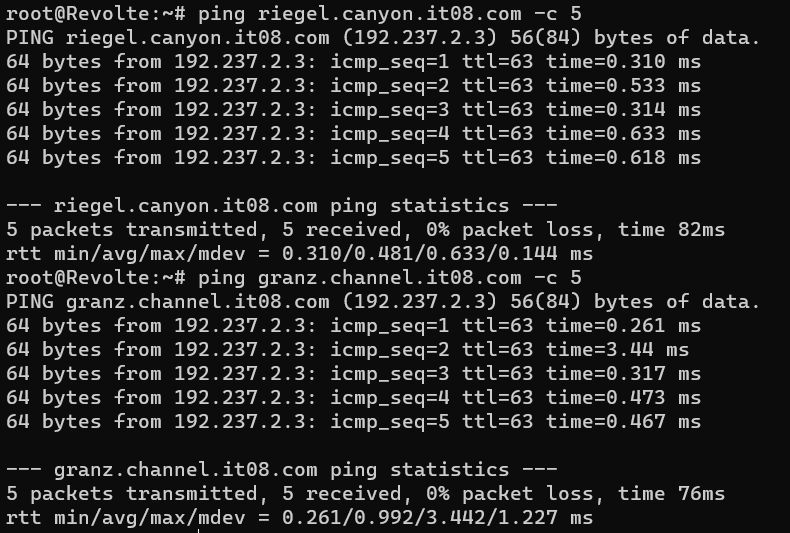 root@Revolte:~# ping riegel.canyon.it08.com -c 5
PING riegel.canyon.it08.com (192.237.2.3) 56(84) bytes of data.
64 bytes from 192.237.2.3: icmp_seq=1 ttl=63 time=0.310 ms
64 bytes from 192.237.2.3: icmp_seq=2 ttl=63 time=0.533 ms
64 bytes from 192.237.2.3: icmp_seq=3 ttl=63 time=0.314 ms
64 bytes from 192.237.2.3: icmp_seq=4 ttl=63 time=0.633 ms
64 bytes from 192.237.2.3: icmp_seq=5 ttl=63 time=0.618 ms

--- riegel.canyon.it08.com ping statistics ---
5 packets transmitted, 5 received, 0% packet loss, time 82ms
rtt min/avg/max/mdev = 0.310/0.481/0.633/0.144 ms
root@Revolte:~# ping granz.channel.it08.com -c 5
PING granz.channel.it08.com (192.237.2.3) 56(84) bytes of data.
64 bytes from 192.237.2.3: icmp_seq=1 ttl=63 time=0.261 ms
64 bytes from 192.237.2.3: icmp_seq=2 ttl=63 time=3.44 ms
64 bytes from 192.237.2.3: icmp_seq=3 ttl=63 time=0.317 ms
64 bytes from 192.237.2.3: icmp_seq=4 ttl=63 time=0.473 ms
64 bytes from 192.237.2.3: icmp_seq=5 ttl=63 time=0.467 ms

--- granz.channel.it08.com ping statistics ---
5 packets transmitted, 5 received, 0% packet loss, time 76ms
rtt min/avg/max/mdev = 0.261/0.992/3.442/1.227 ms